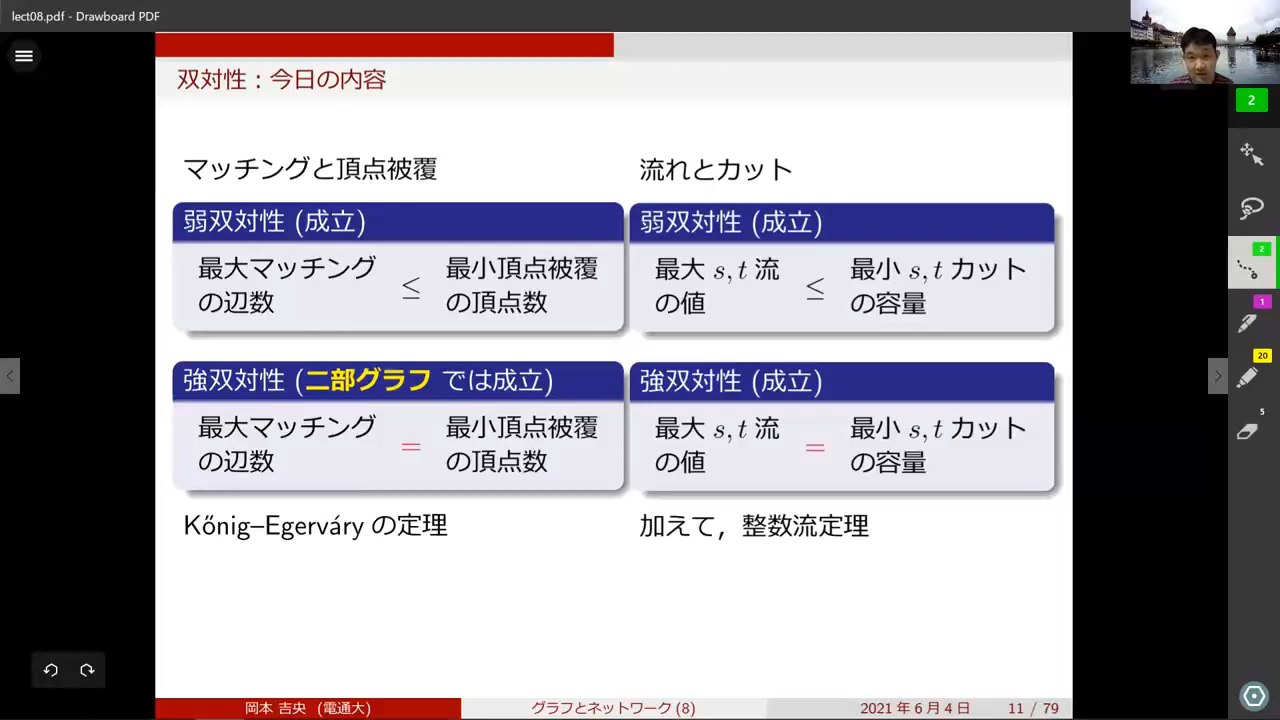 lect08.pdf - Drawboard PDF
双対性：今日の内容
マッチングと頂点被覆
弱双対性 (成立)
最大マッチング の辺数 ≤ 最小頂点被覆 の頂点数
強双対性 (二部グラフ では成立)
最大マッチング の辺数 = 最小頂点被覆 の頂点数
Kőnig–Egerváry の定理
流れとカット
弱双対性 (成立)
最大 s, t 流 の値 ≤ 最小 s, t カット の容量
強双対性 (成立)
最大 s, t 流 の値 = 最小 s, t カット の容量
加えて，整数流定理
2
2
1
20
5
岡本 吉央 (電通大)
グラフとネットワーク (8)
2021 年 6 月 4 日
11 / 79